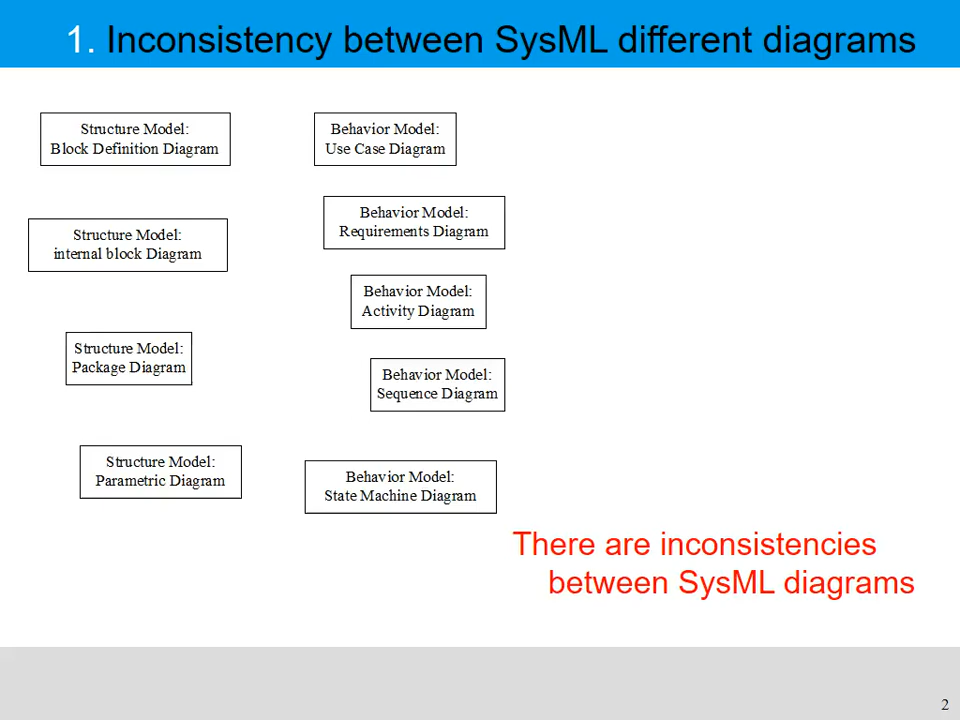 1. Inconsistency between SysML different diagrams
Structure Model:
Block Definition Diagram
Behavior Model:
Use Case Diagram
Structure Model:
internal block Diagram
Behavior Model:
Requirements Diagram
Behavior Model:
Activity Diagram
Structure Model:
Package Diagram
Behavior Model:
Sequence Diagram
Structure Model:
Parametric Diagram
Behavior Model:
State Machine Diagram
There are inconsistencies
between SysML diagrams
2